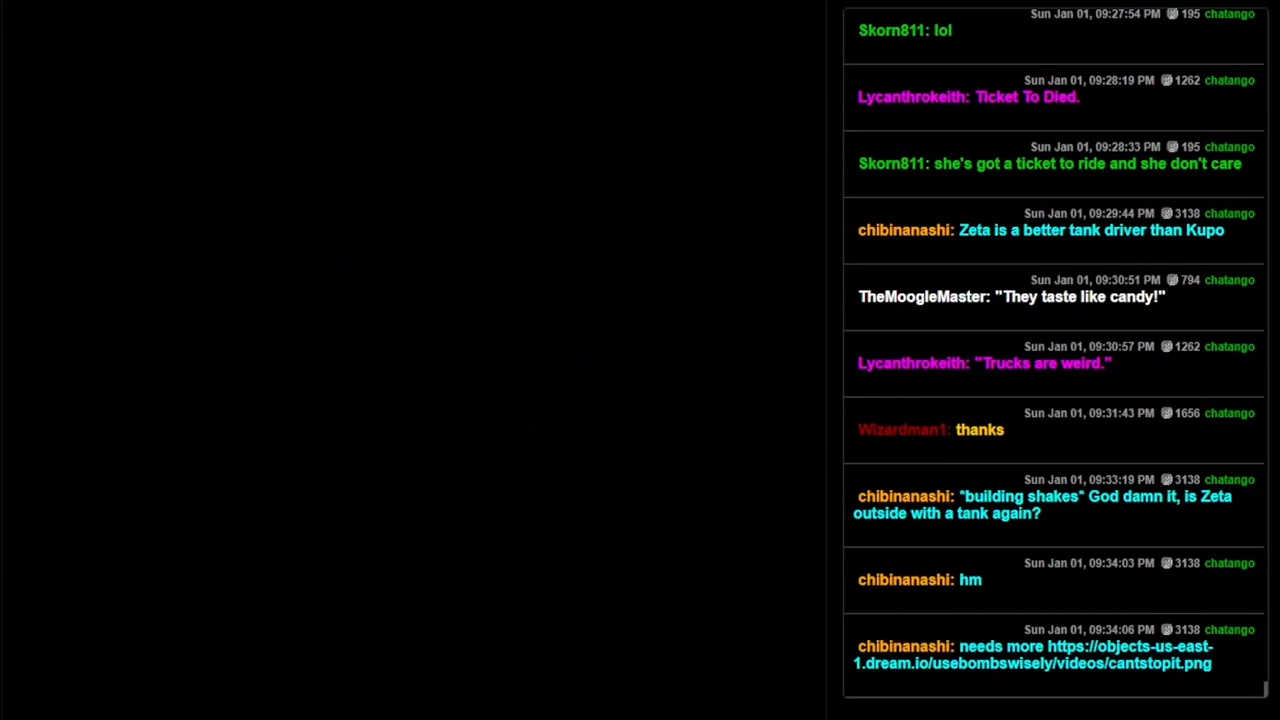 Sun Jan 01, 09:27:54 PM 195 chatango
Skorn811: lol
Sun Jan 01, 09:28:19 PM 1262 chatango
Lycanthrokeith: Ticket To Died.
Sun Jan 01, 09:28:33 PM 195 chatango
Skorn811: she's got a ticket to ride and she don't care
Sun Jan 01, 09:29:44 PM 3138 chatango
chibinanashi: Zeta is a better tank driver than Kupo
Sun Jan 01, 09:30:51 PM 794 chatango
TheMoogleMaster: "They taste like candy!"
Sun Jan 01, 09:30:57 PM 1262 chatango
Lycanthrokeith: "Trucks are weird."
Sun Jan 01, 09:31:43 PM 1656 chatango
Wizardman1: thanks
Sun Jan 01, 09:33:19 PM 3138 chatango
chibinanashi: *building shakes* God damn it, is Zeta
outside with a tank again?
Sun Jan 01, 09:34:03 PM 3138 chatango
chibinanashi: hm
Sun Jan 01, 09:34:06 PM 3138 chatango
chibinanashi: needs more https://objects-us-east-
1.dream.io/usebombswisely/videos/cantstopit.png